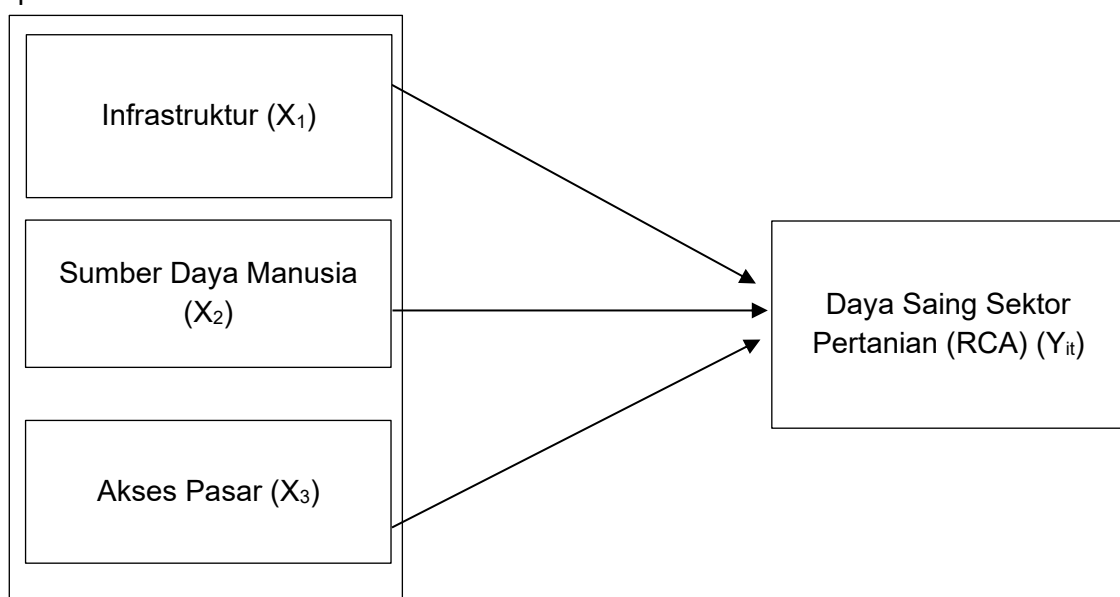 Infrastruktur (X₁)
Sumber Daya Manusia
(X₂)
Akses Pasar (X₃)
Daya Saing Sektor
Pertanian (RCA) (Yᵢₜ)